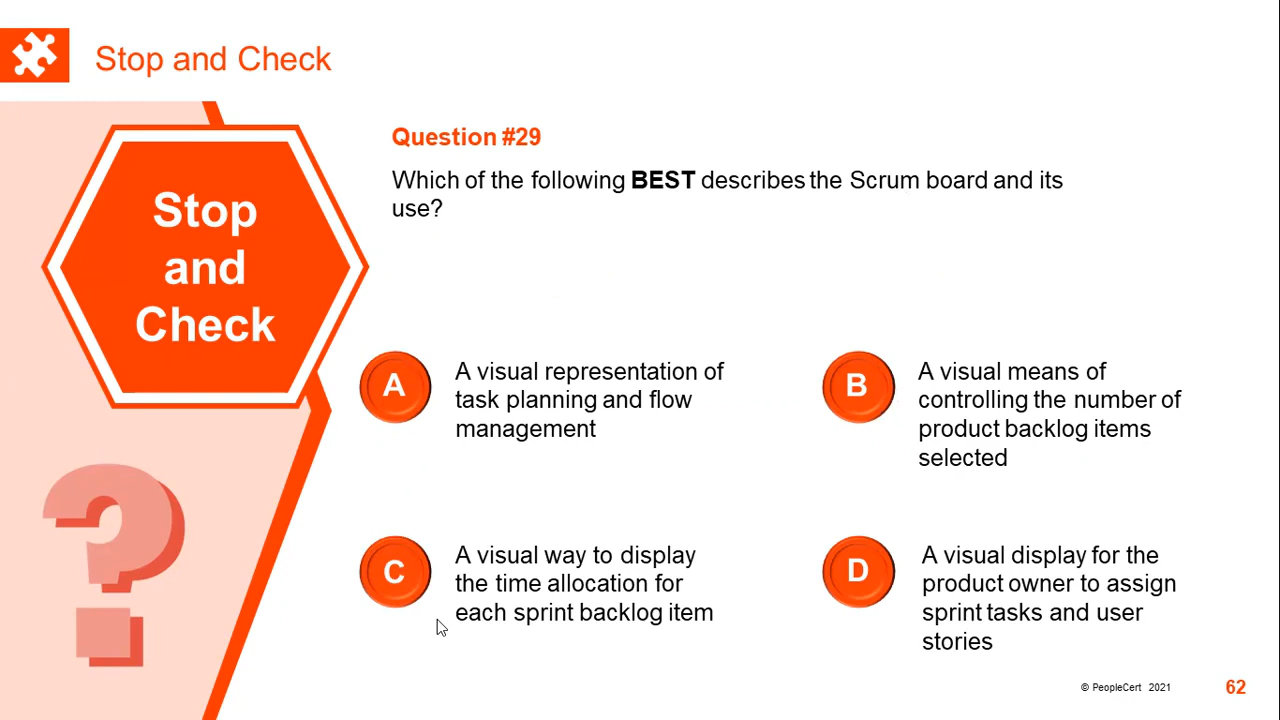 Stop and Check
Stop
and
Check
Question #29
Which of the following BEST describes the Scrum board and its
use?
A
A visual representation of
task planning and flow
management
B
A visual means of
controlling the number of
product backlog items
selected
C
A visual way to display
the time allocation for
each sprint backlog item
D
A visual display for the
product owner to assign
sprint tasks and user
stories
?
© PeopleCert 2021
62